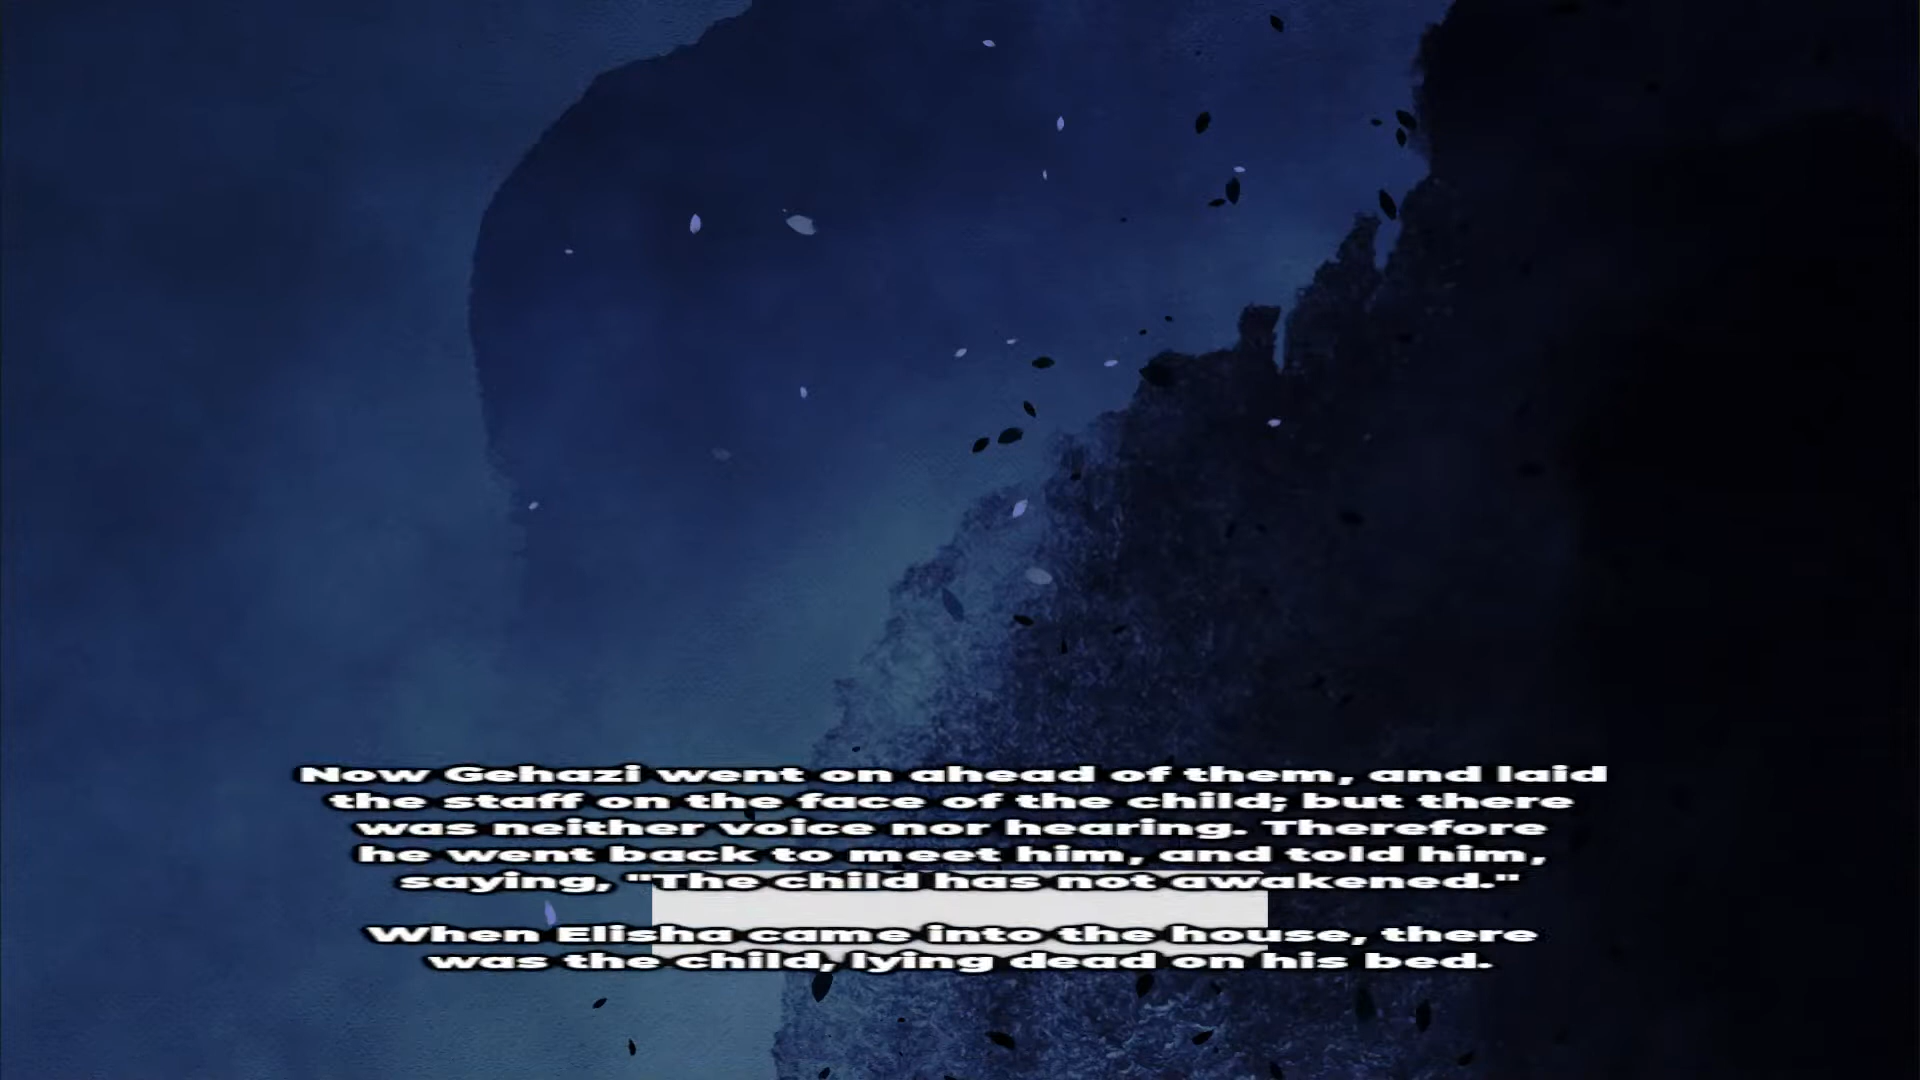 Now Gehazi went on ahead of them, and laid
the staff on the face of the child; but there
was neither voice nor hearing. Therefore
he went back to meet him, and told him,
saying, "The child has not awakened."
When Elisha came into the house, there
was the child, lying dead on his bed.